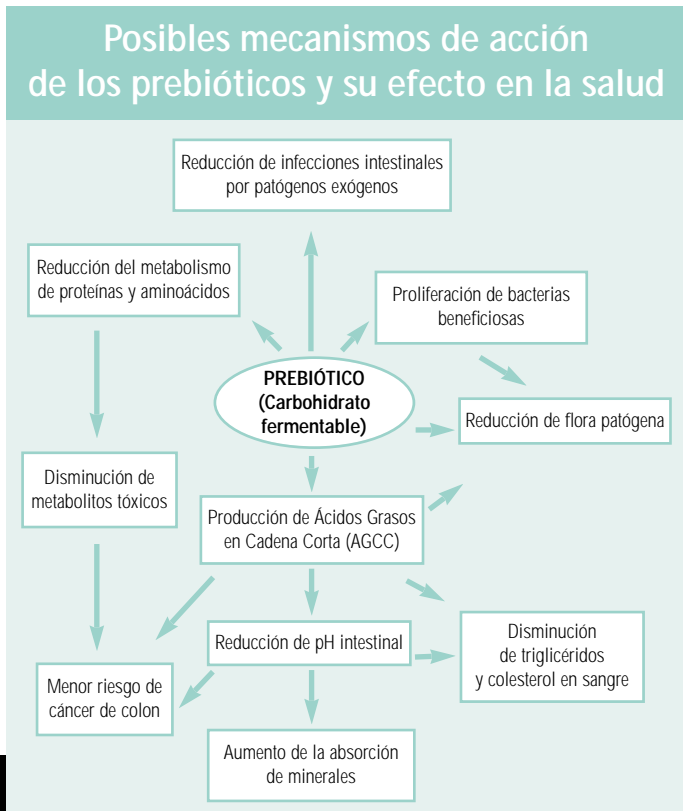 Posibles mecanismos de acción
de los prebióticos y su efecto en la salud
Reducción de infecciones intestinales
por patógenos exógenos
Reducción del metabolismo
de proteínas y aminoácidos
Proliferación de bacterias
beneficiosas
PREBIÓTICO
(Carbohidrato
fermentable)
Reducción de flora patógena
Disminución de
metabolitos tóxicos
Producción de Ácidos Grasos
en Cadena Corta (AGCC)
Reducción de pH intestinal
Disminución
de triglicéridos
y colesterol en sangre
Menor riesgo de
cáncer de colon
Aumento de la absorción
de minerales